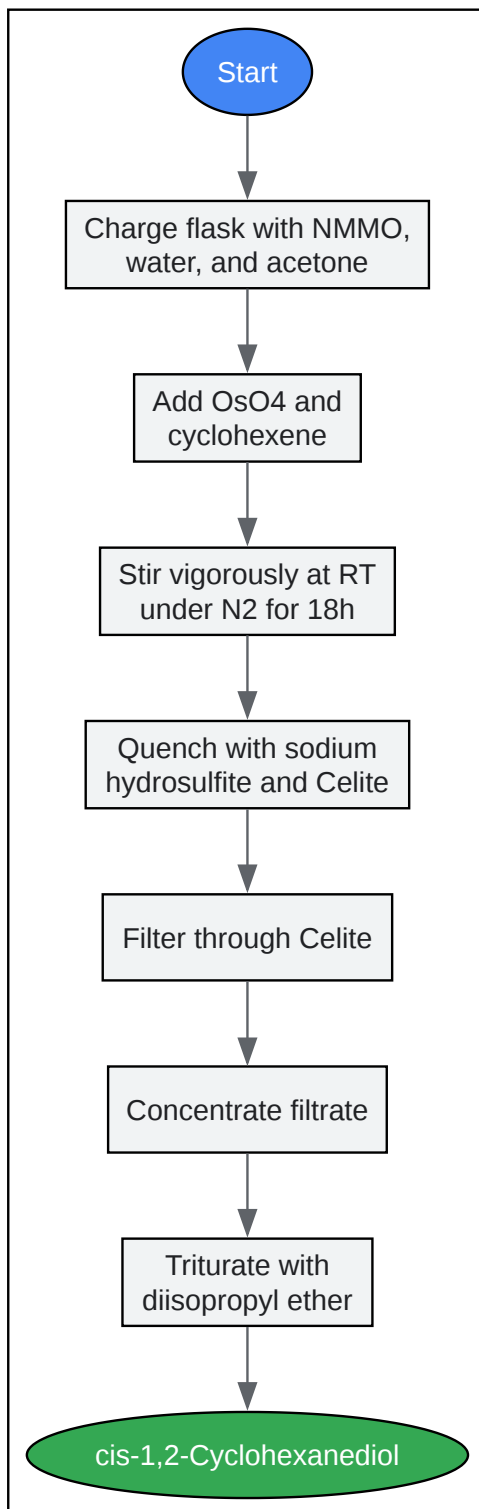 Start
Charge flask with NMMO,
water, and acetone
Add OsO4 and
cyclohexene
Stir vigorously at RT
under N2 for 18h
Quench with sodium
hydrosulfite and Celite
Filter through Celite
Concentrate filtrate
Triturate with
diisopropyl ether
cis-1,2-Cyclohexanediol